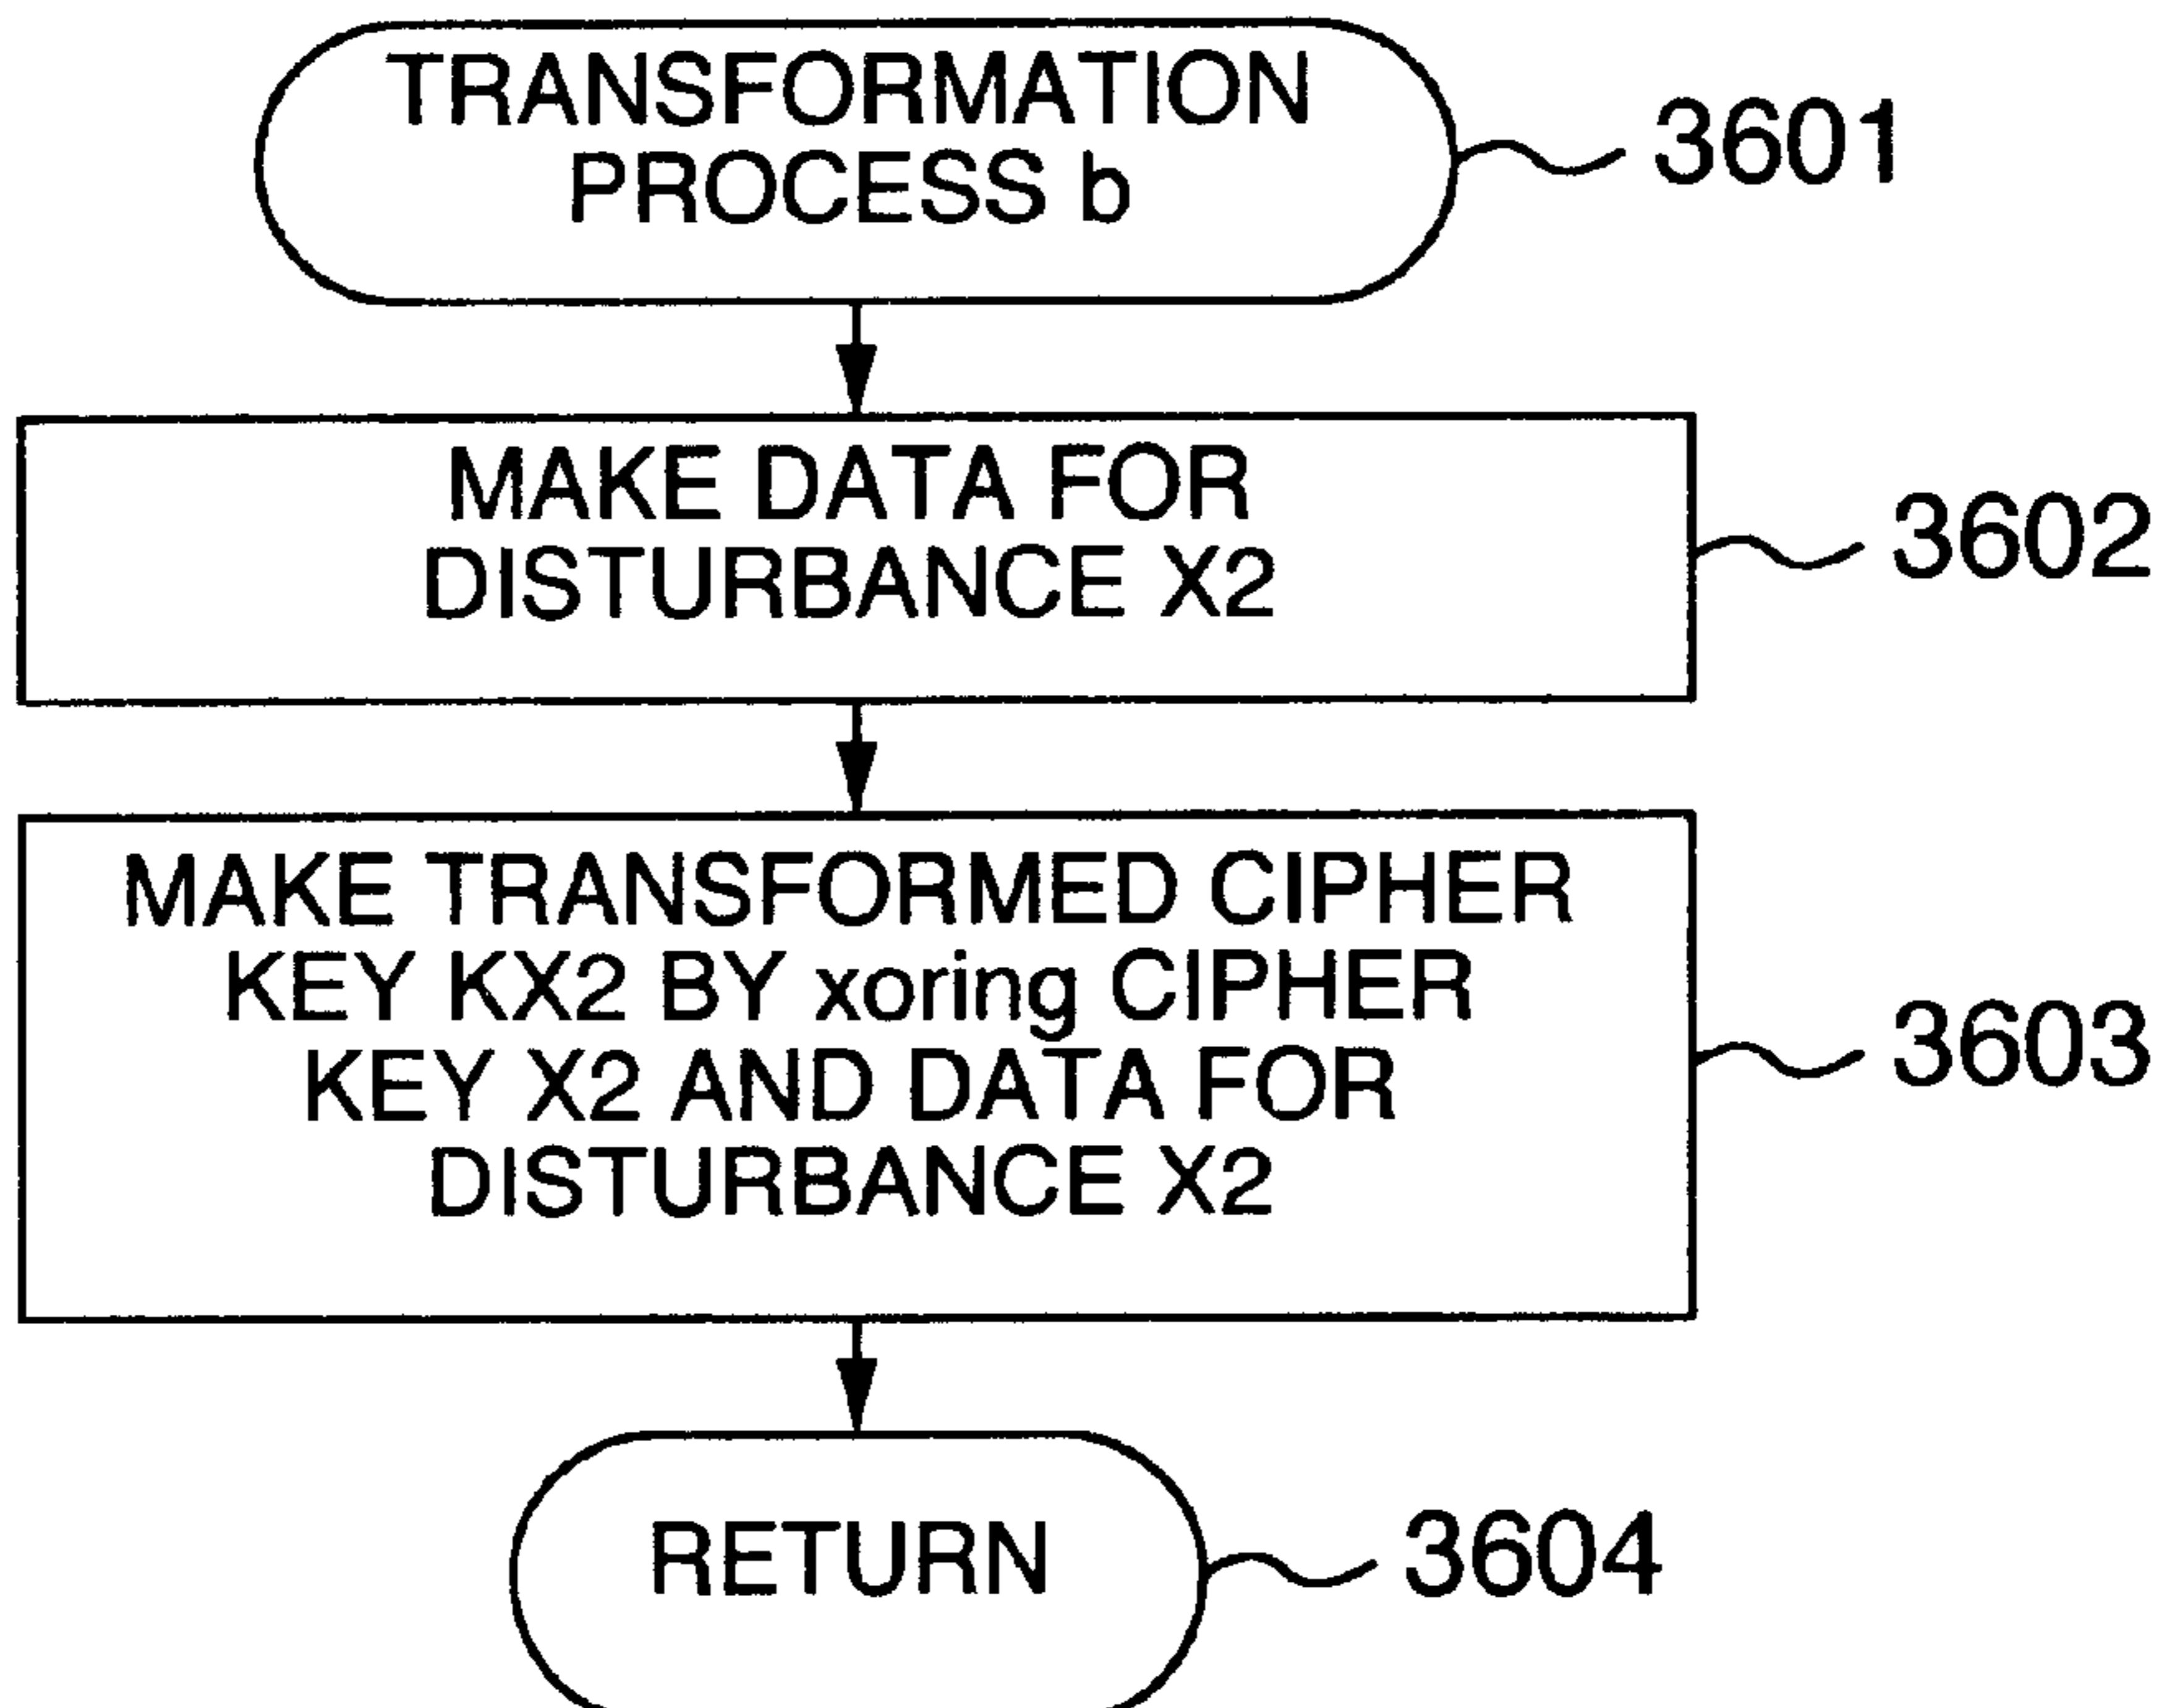 TRANSFORMATION
PROCESS b
3601
MAKE DATA FOR
DISTURBANCE X2
3602
MAKE TRANSFORMED CIPHER
KEY KX2 BY xoring CIPHER
KEY X2 AND DATA FOR
DISTURBANCE X2
3603
RETURN
3604